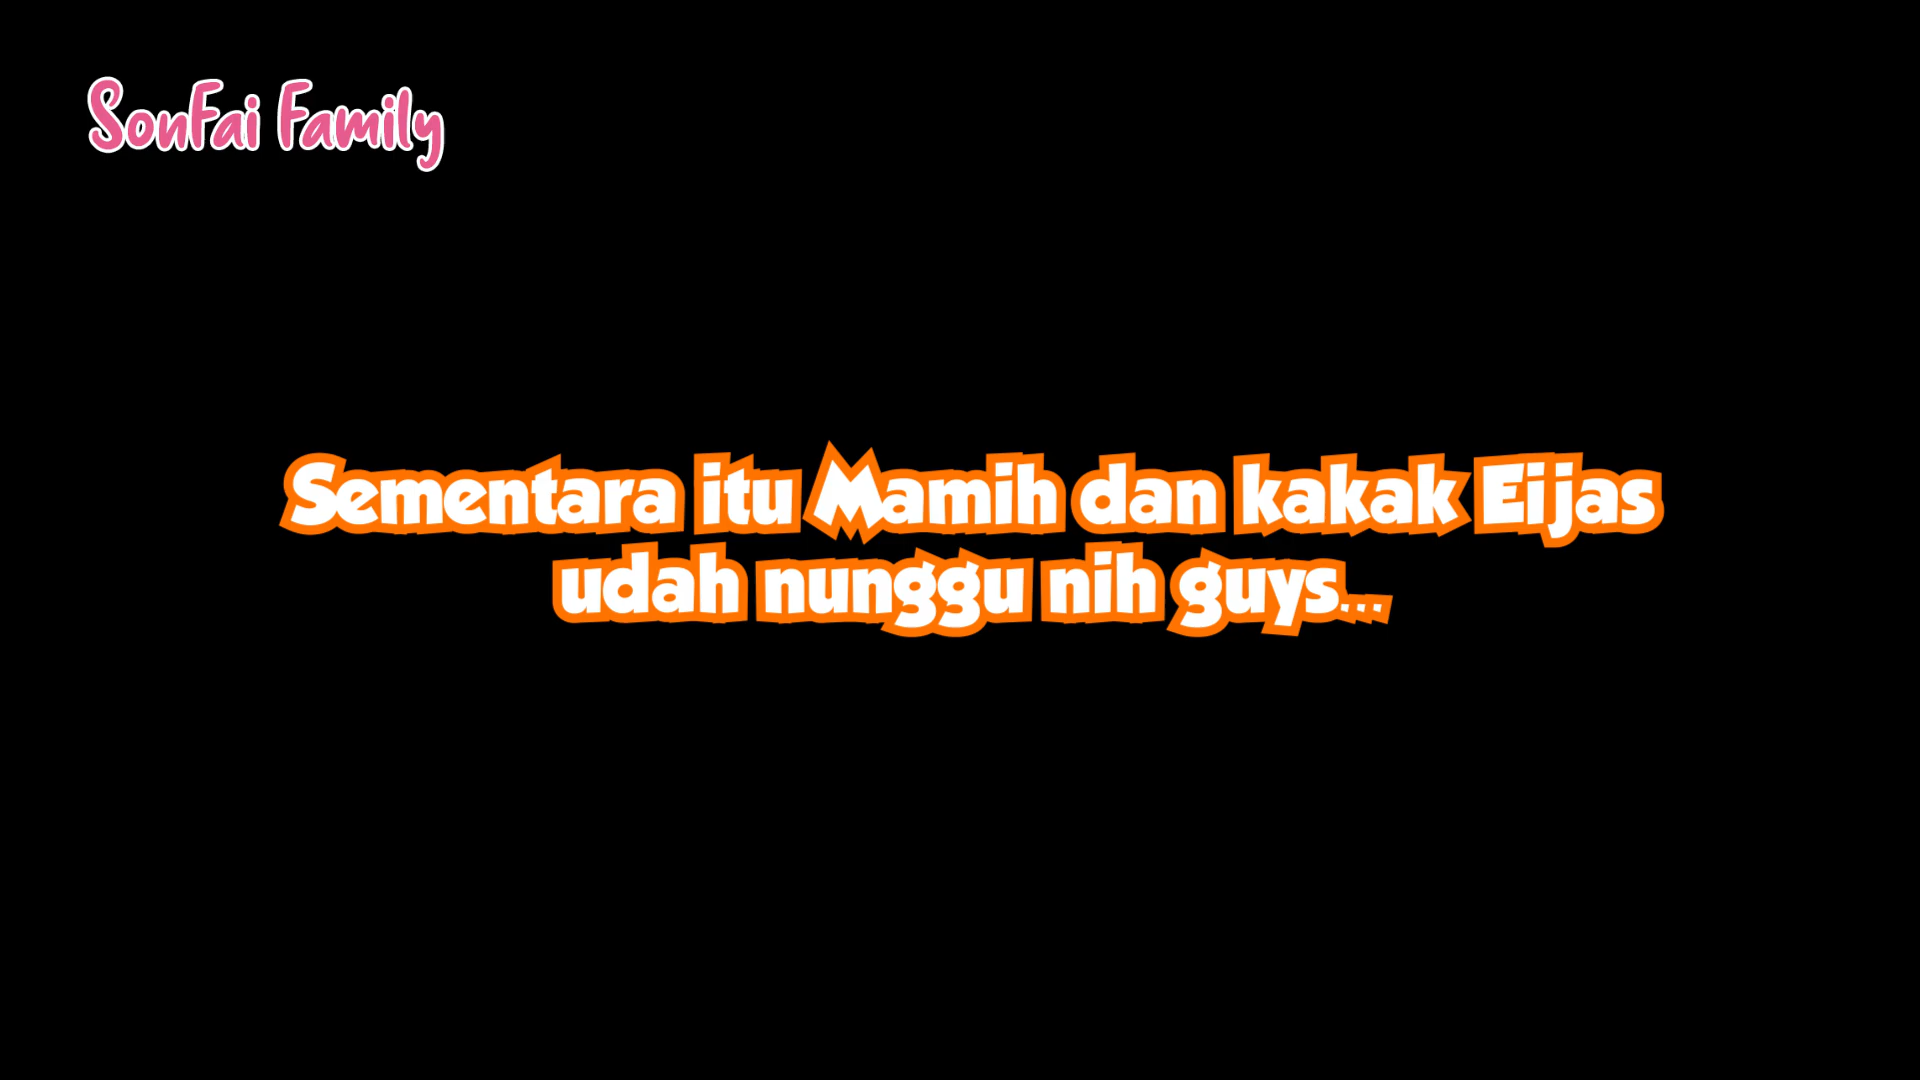 SonFai Family
Sementara itu Mamih dan kakak Eijas
udah nunggu nih guys...